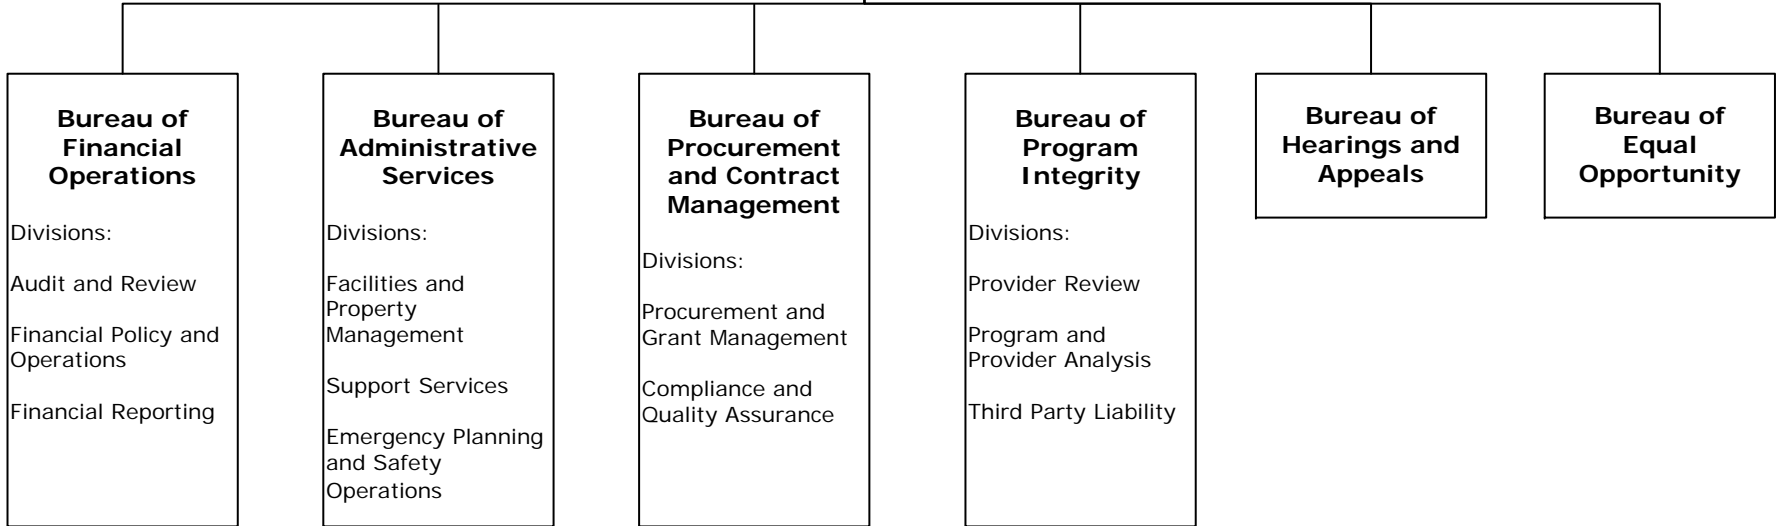 Bureau of
Financial
Operations
Divisions:
Audit and Review
Financial Policy and
Operations
Financial Reporting
Bureau of
Administrative
Services
Divisions:
Facilities and
Property
Management
Support Services
Emergency Planning
and Safety
Operations
Bureau of
Procurement
and Contract
Management
Divisions:
Procurement and
Grant Management
Compliance and
Quality Assurance
Bureau of
Program
Integrity
Divisions:
Provider Review
Program and
Provider Analysis
Third Party Liability
Bureau of
Hearings and
Appeals
Bureau of
Equal
Opportunity